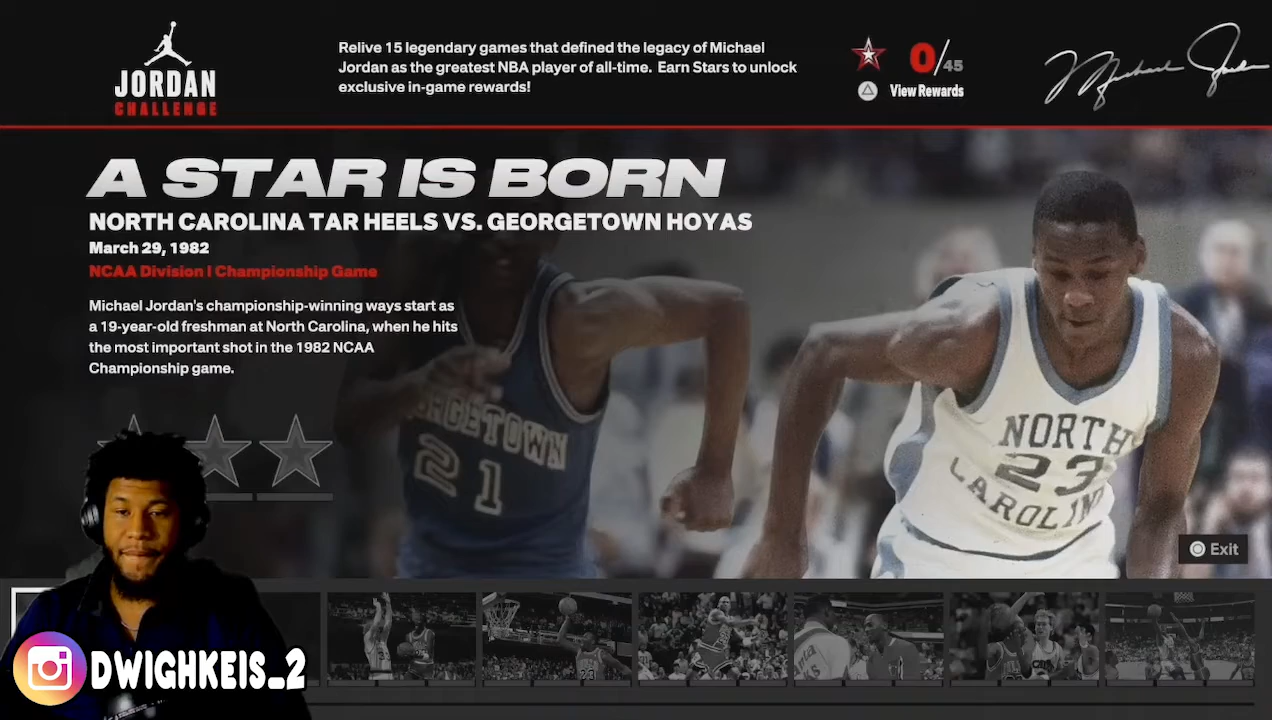 JORDAN
CHALLENGE
Relive 15 legendary games that defined the legacy of Michael
Jordan as the greatest NBA player of all-time. Earn Stars to unlock
exclusive in-game rewards!
0/45
View Rewards
Michael Jordan
A STAR IS BORN
NORTH CAROLINA TAR HEELS VS. GEORGETOWN HOYAS
March 29, 1982
NCAA Division I Championship Game
Michael Jordan's championship-winning ways start as
a 19-year-old freshman at North Carolina, when he hits
the most important shot in the 1982 NCAA
Championship game.
21
NORTH
23
Exit
DWIGHKEIS_2